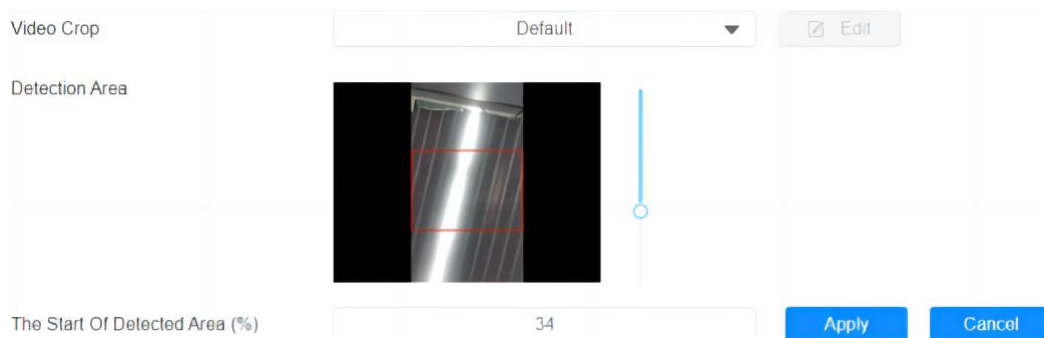 Video Crop Default Edit
Detection Area
The Start Of Detected Area (%) 34 Apply Cancel